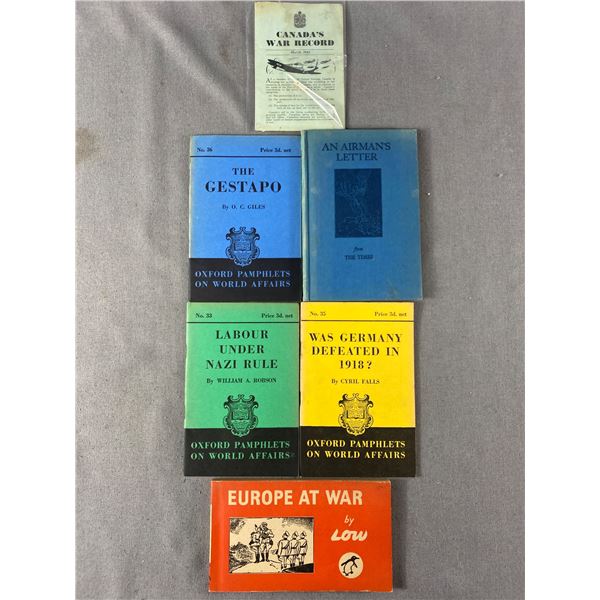 CANADA'S
WAR RECORD
No. 36 Price 3d. net
THE
GESTAPO
By O. C. GILES
OXFORD PAMPHLETS
ON WORLD AFFAIRS
AN AIRMAN'S
LETTER
from
THE TIMES
No. 33 Price 3d. net
LABOUR
UNDER
NAZI RULE
By WILLIAM A. ROBSON
OXFORD PAMPHLETS
ON WORLD AFFAIRS
No. 35 Price 3d. net
WAS GERMANY
DEFEATED IN
1918?
By CYRIL FALLS
OXFORD PAMPHLETS
ON WORLD AFFAIRS
EUROPE AT WAR
by
Low